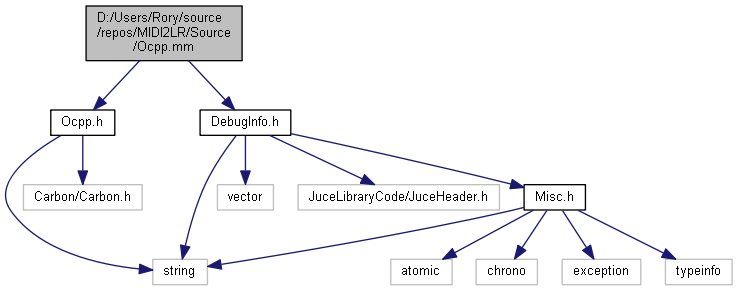 D:/Users/Rory/source
/repos/MIDI2LR/Source
/Ocpp.mm
Ocpp.h
DebugInfo.h
Carbon/Carbon.h
vector
JuceLibraryCode/JuceHeader.h
Misc.h
string
atomic
chrono
exception
typeinfo